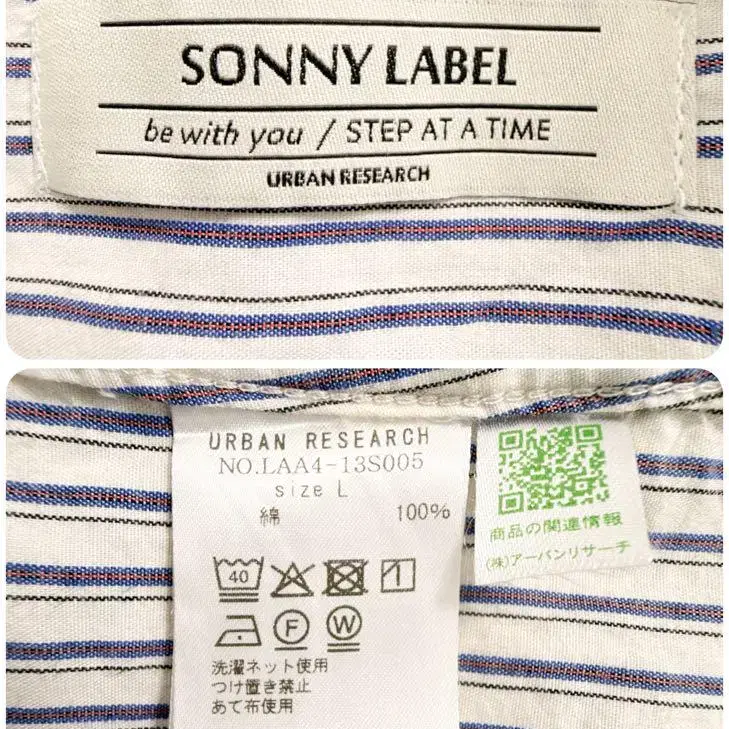 SONNY LABEL
be with you / STEP AT A TIME
URBAN RESEARCH
URBAN RESEARCH
NO.LAA4-13S005
size L
綿 100%
40
F
W
洗濯ネット使用
つけ置き禁止
あて布使用
商品の関連情報
(株)アーバンリサーチ